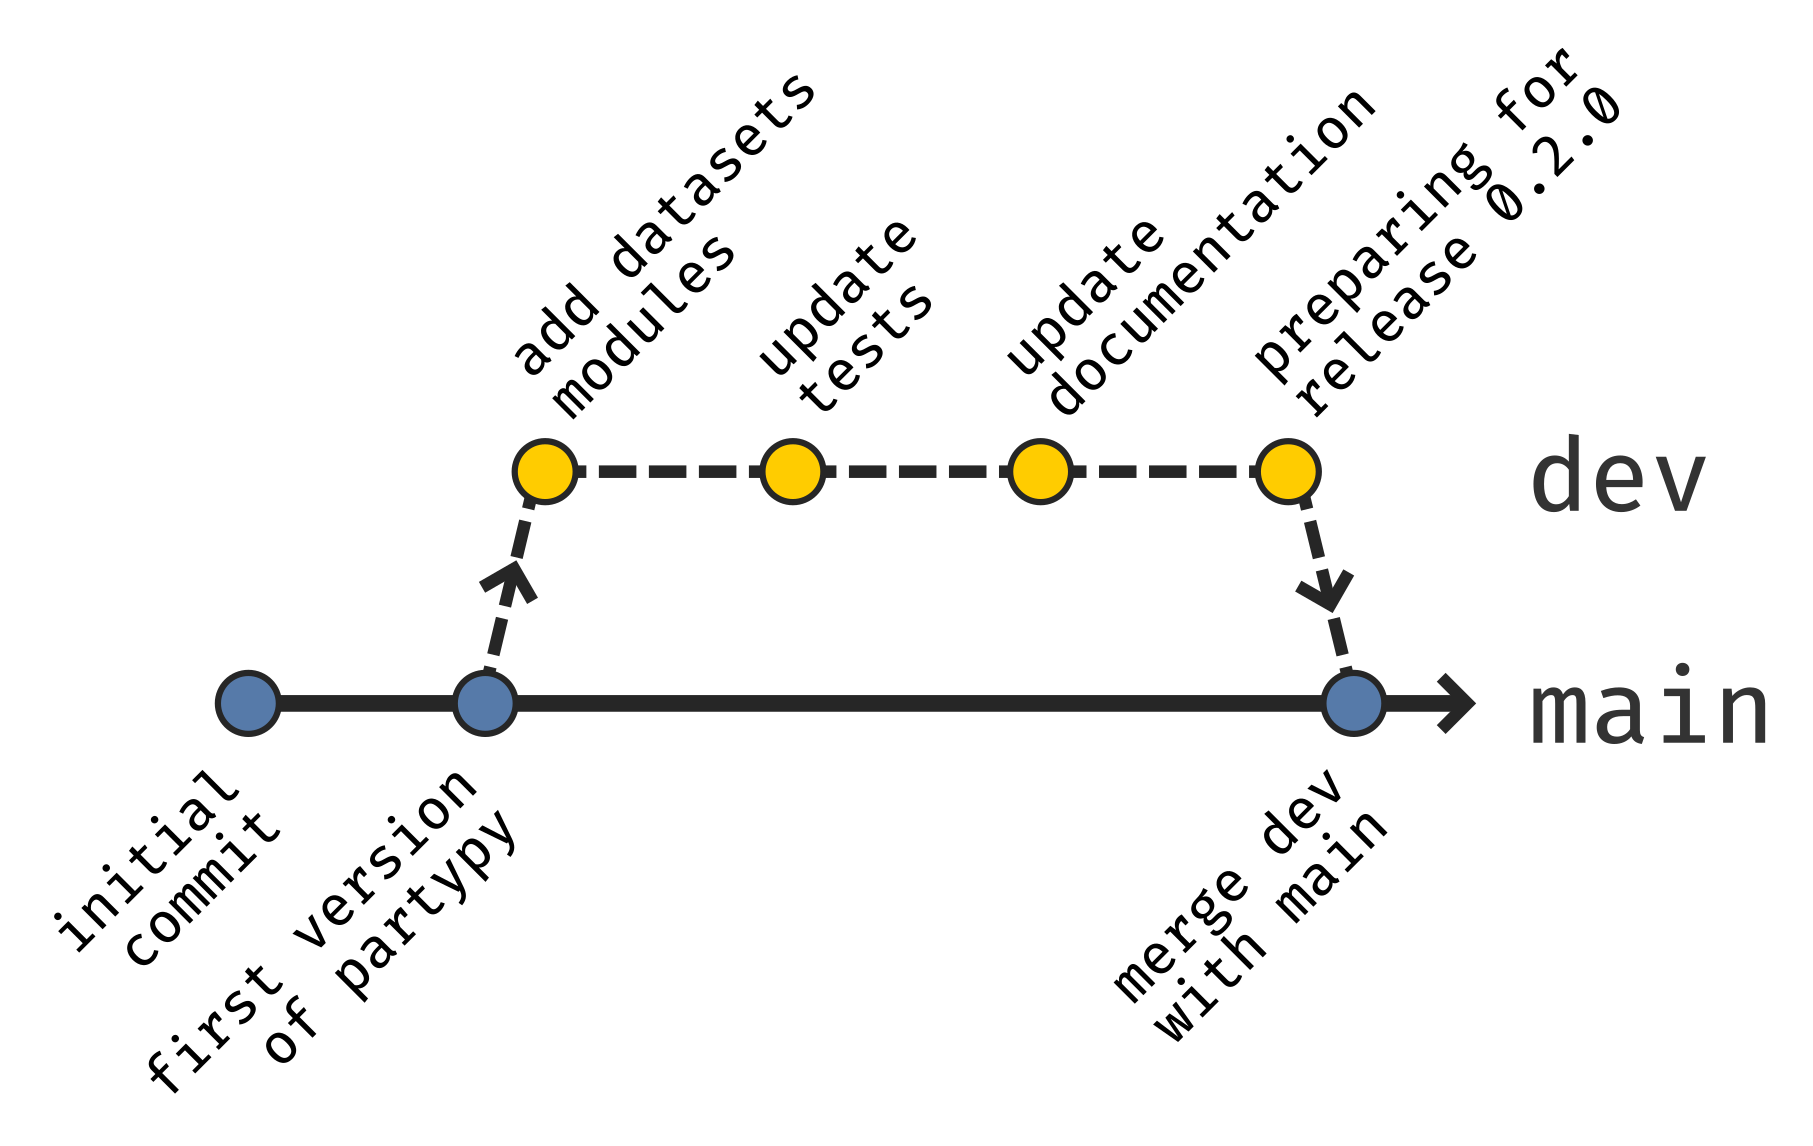 add datasets
modules
update
tests
update
documentation
preparing for
release 0.2.0
dev
main
initial
commit
first version
of partypy
merge dev
with main